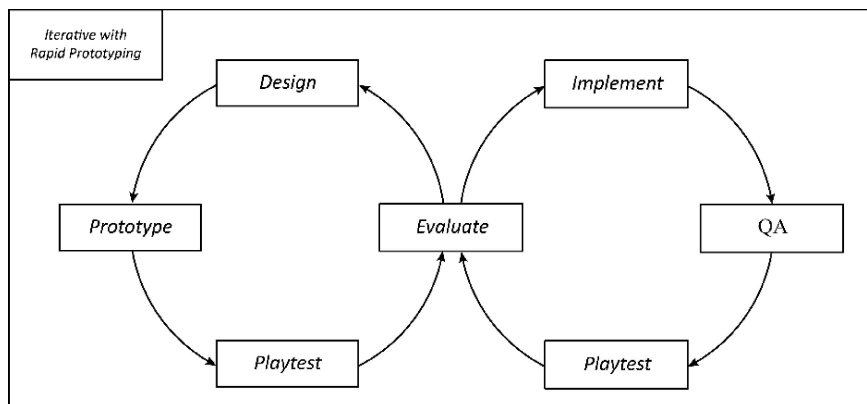 Iterative with
Rapid Prototyping
Design
Implement
Prototype
Evaluate
QA
Playtest
Playtest